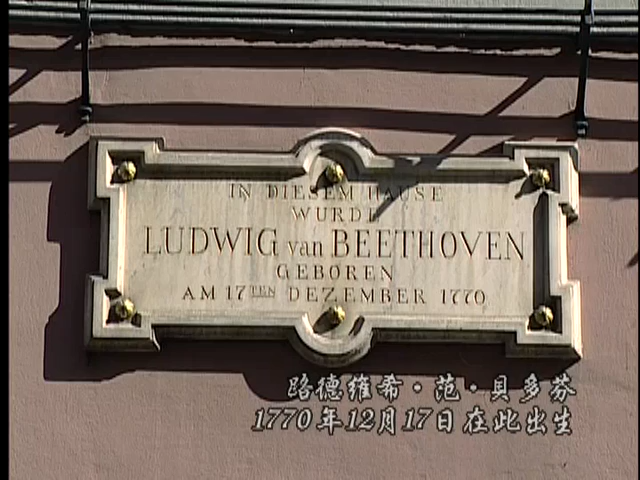 IN DIESEM HAUSE
WURDE
LUDWIG van BEETHOVEN
GEBOREN
AM 17TEN DEZEMBER 1770
路德维希·范·贝多芬
1770年12月17日在此出生